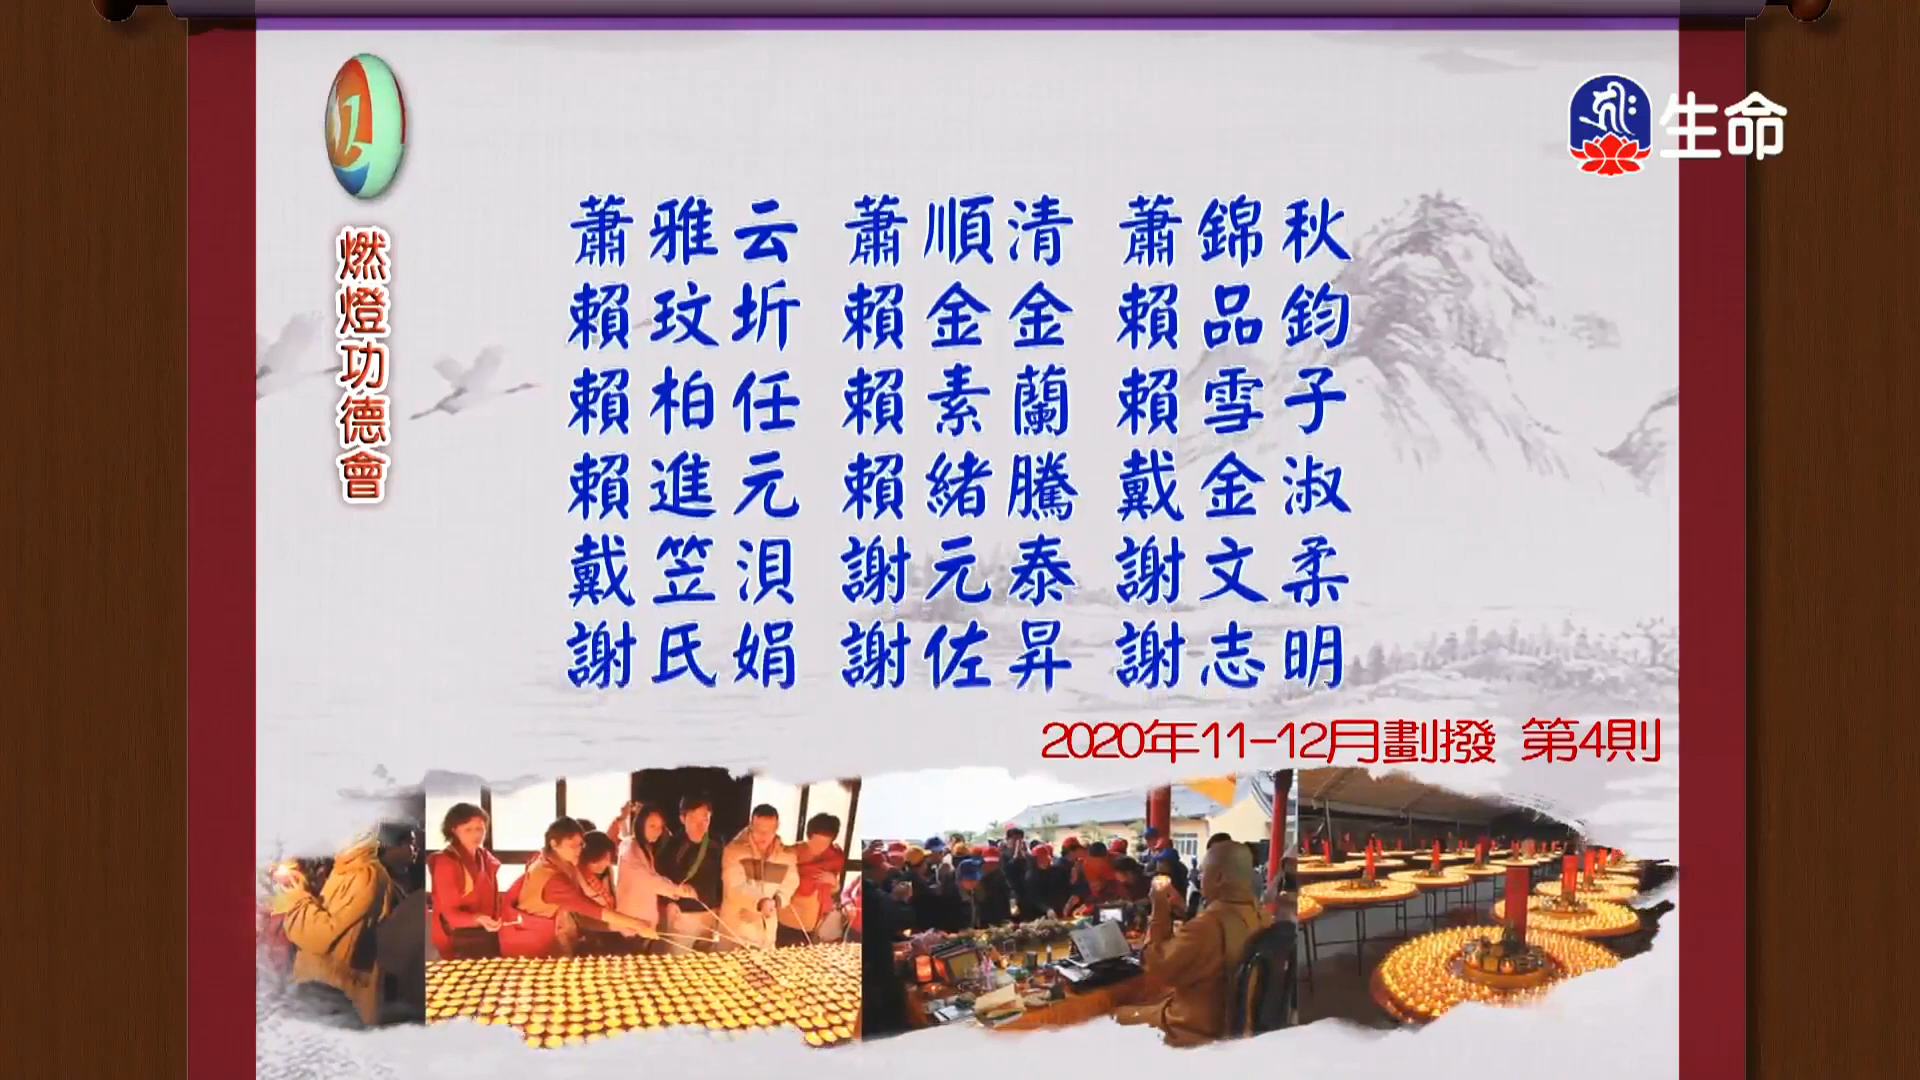 生命
燃燈功德會
蕭雅云 蕭順清 蕭錦秋
賴玟圻 賴金金 賴品鈞
賴柏任 賴素蘭 賴雪子
賴進元 賴緒騰 戴金淑
戴笠浿 謝元泰 謝文柔
謝氏娟 謝佐昇 謝志明
2020年11-12月劃撥 第4則